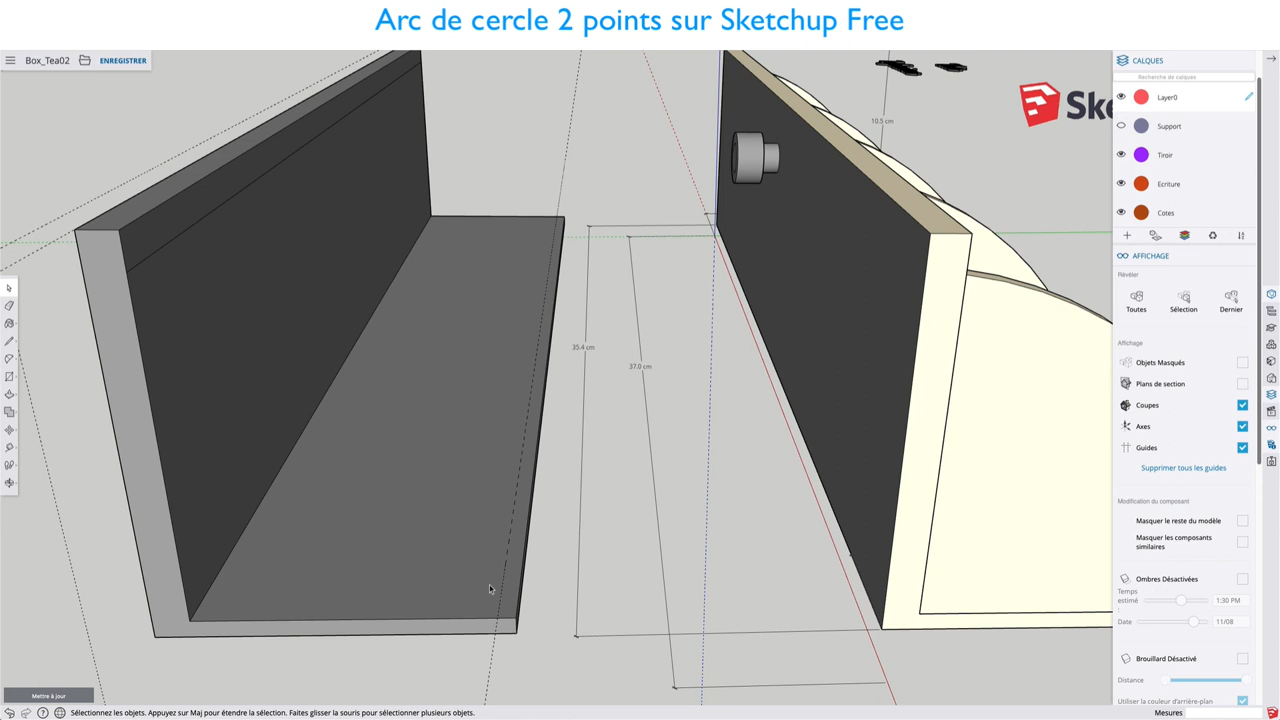 Arc de cercle 2 points sur Sketchup Free
Box_Tea02
ENREGISTRER
CALQUES
Recherche de calques
Layer0
Support
Tiroir
Ecriture
Cotes
10.5 cm
Ske
35.4 cm
37.0 cm
AFFICHAGE
Révéler
Toutes
Sélection
Dernier
Affichage
Objets Masqués
Plans de section
Coupes
Axes
Guides
Supprimer tous les guides
Modification du composant
Masquer le reste du modèle
Masquer les composants
similaires
Ombres Désactivées
Temps
estimé
:
1:30 PM
Date
11/08
Brouillard Désactivé
Distance
Utiliser la couleur d'arrière-plan
Mettre à jour
Sélectionnez les objets. Appuyez sur Maj pour étendre la sélection. Faites glisser la souris pour sélectionner plusieurs objets.
Mesures